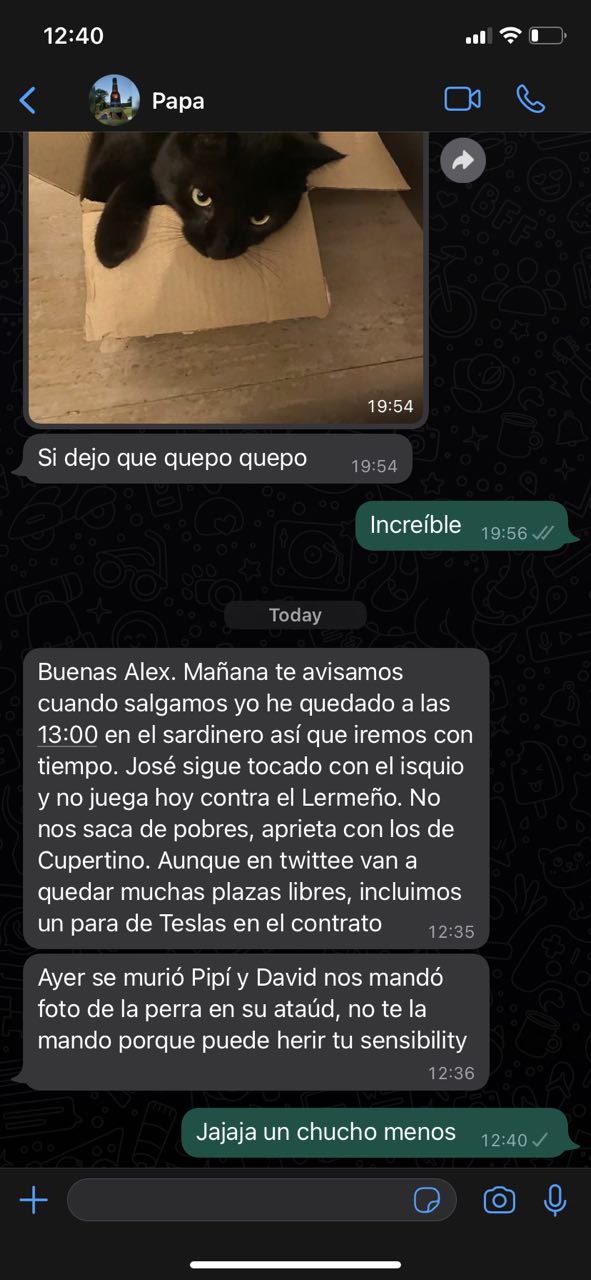 12:40
Papa
19:54
Si dejo que quepo quepo 19:54
Increíble 19:56
Today
Buenas Alex. Mañana te avisamos
cuando salgamos yo he quedado a las
13:00 en el sardinero así que iremos con
tiempo. José sigue tocado con el isquio
y no juega hoy contra el Lermeño. No
nos saca de pobres, aprieta con los de
Cupertino. Aunque en twittee van a
quedar muchas plazas libres, incluimos
un para de Teslas en el contrato 12:35
Ayer se murió Pipí y David nos mandó
foto de la perra en su ataúd, no te la
mando porque puede herir tu sensibility
12:36
Jajaja un chucho menos 12:40